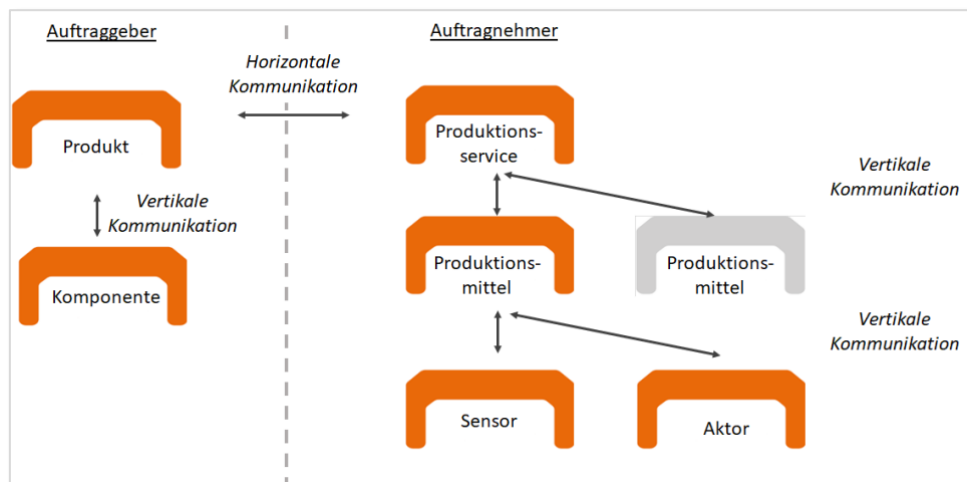 Auftraggeber
Auftragnehmer
Horizontale
Kommunikation
Produkt
Produktions-
service
Vertikale
Kommunikation
Vertikale
Kommunikation
Komponente
Produktions-
mittel
Produktions-
mittel
Vertikale
Kommunikation
Sensor
Aktor